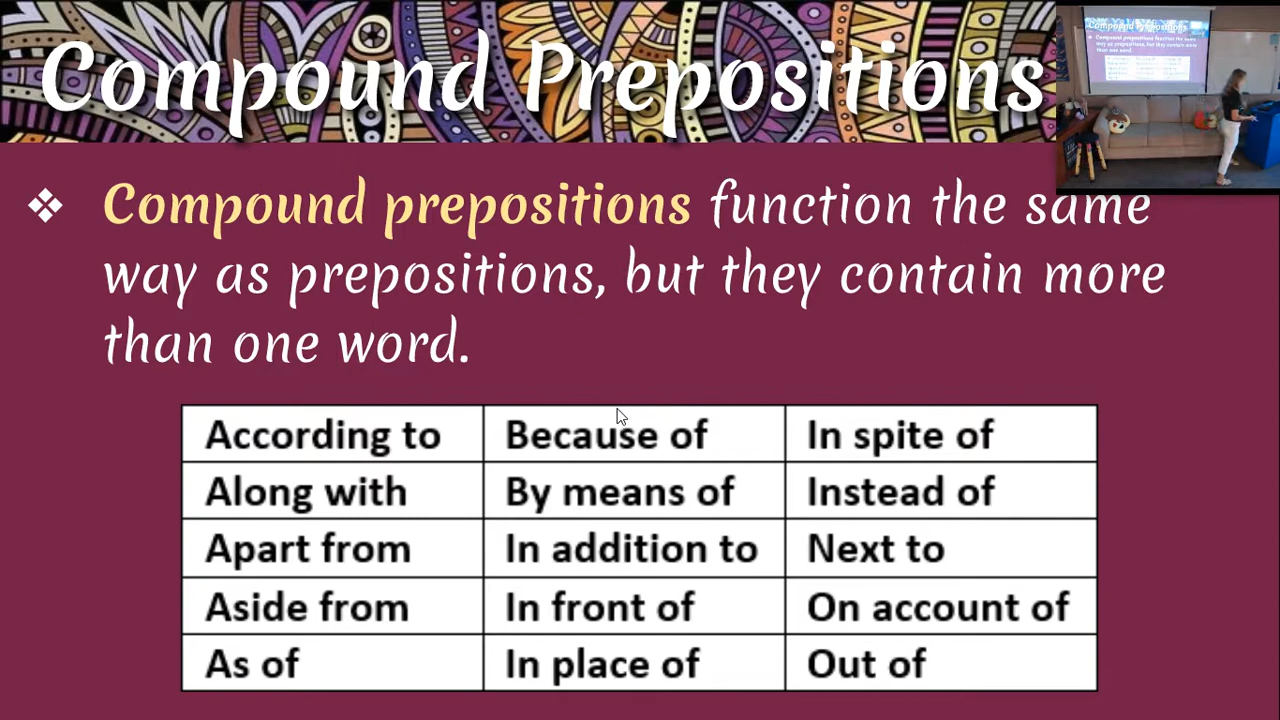 Compound Prepositions
❖ Compound prepositions function the same
way as prepositions, but they contain more
than one word.
According to Because of In spite of
Along with By means of Instead of
Apart from In addition to Next to
Aside from In front of On account of
As of In place of Out of